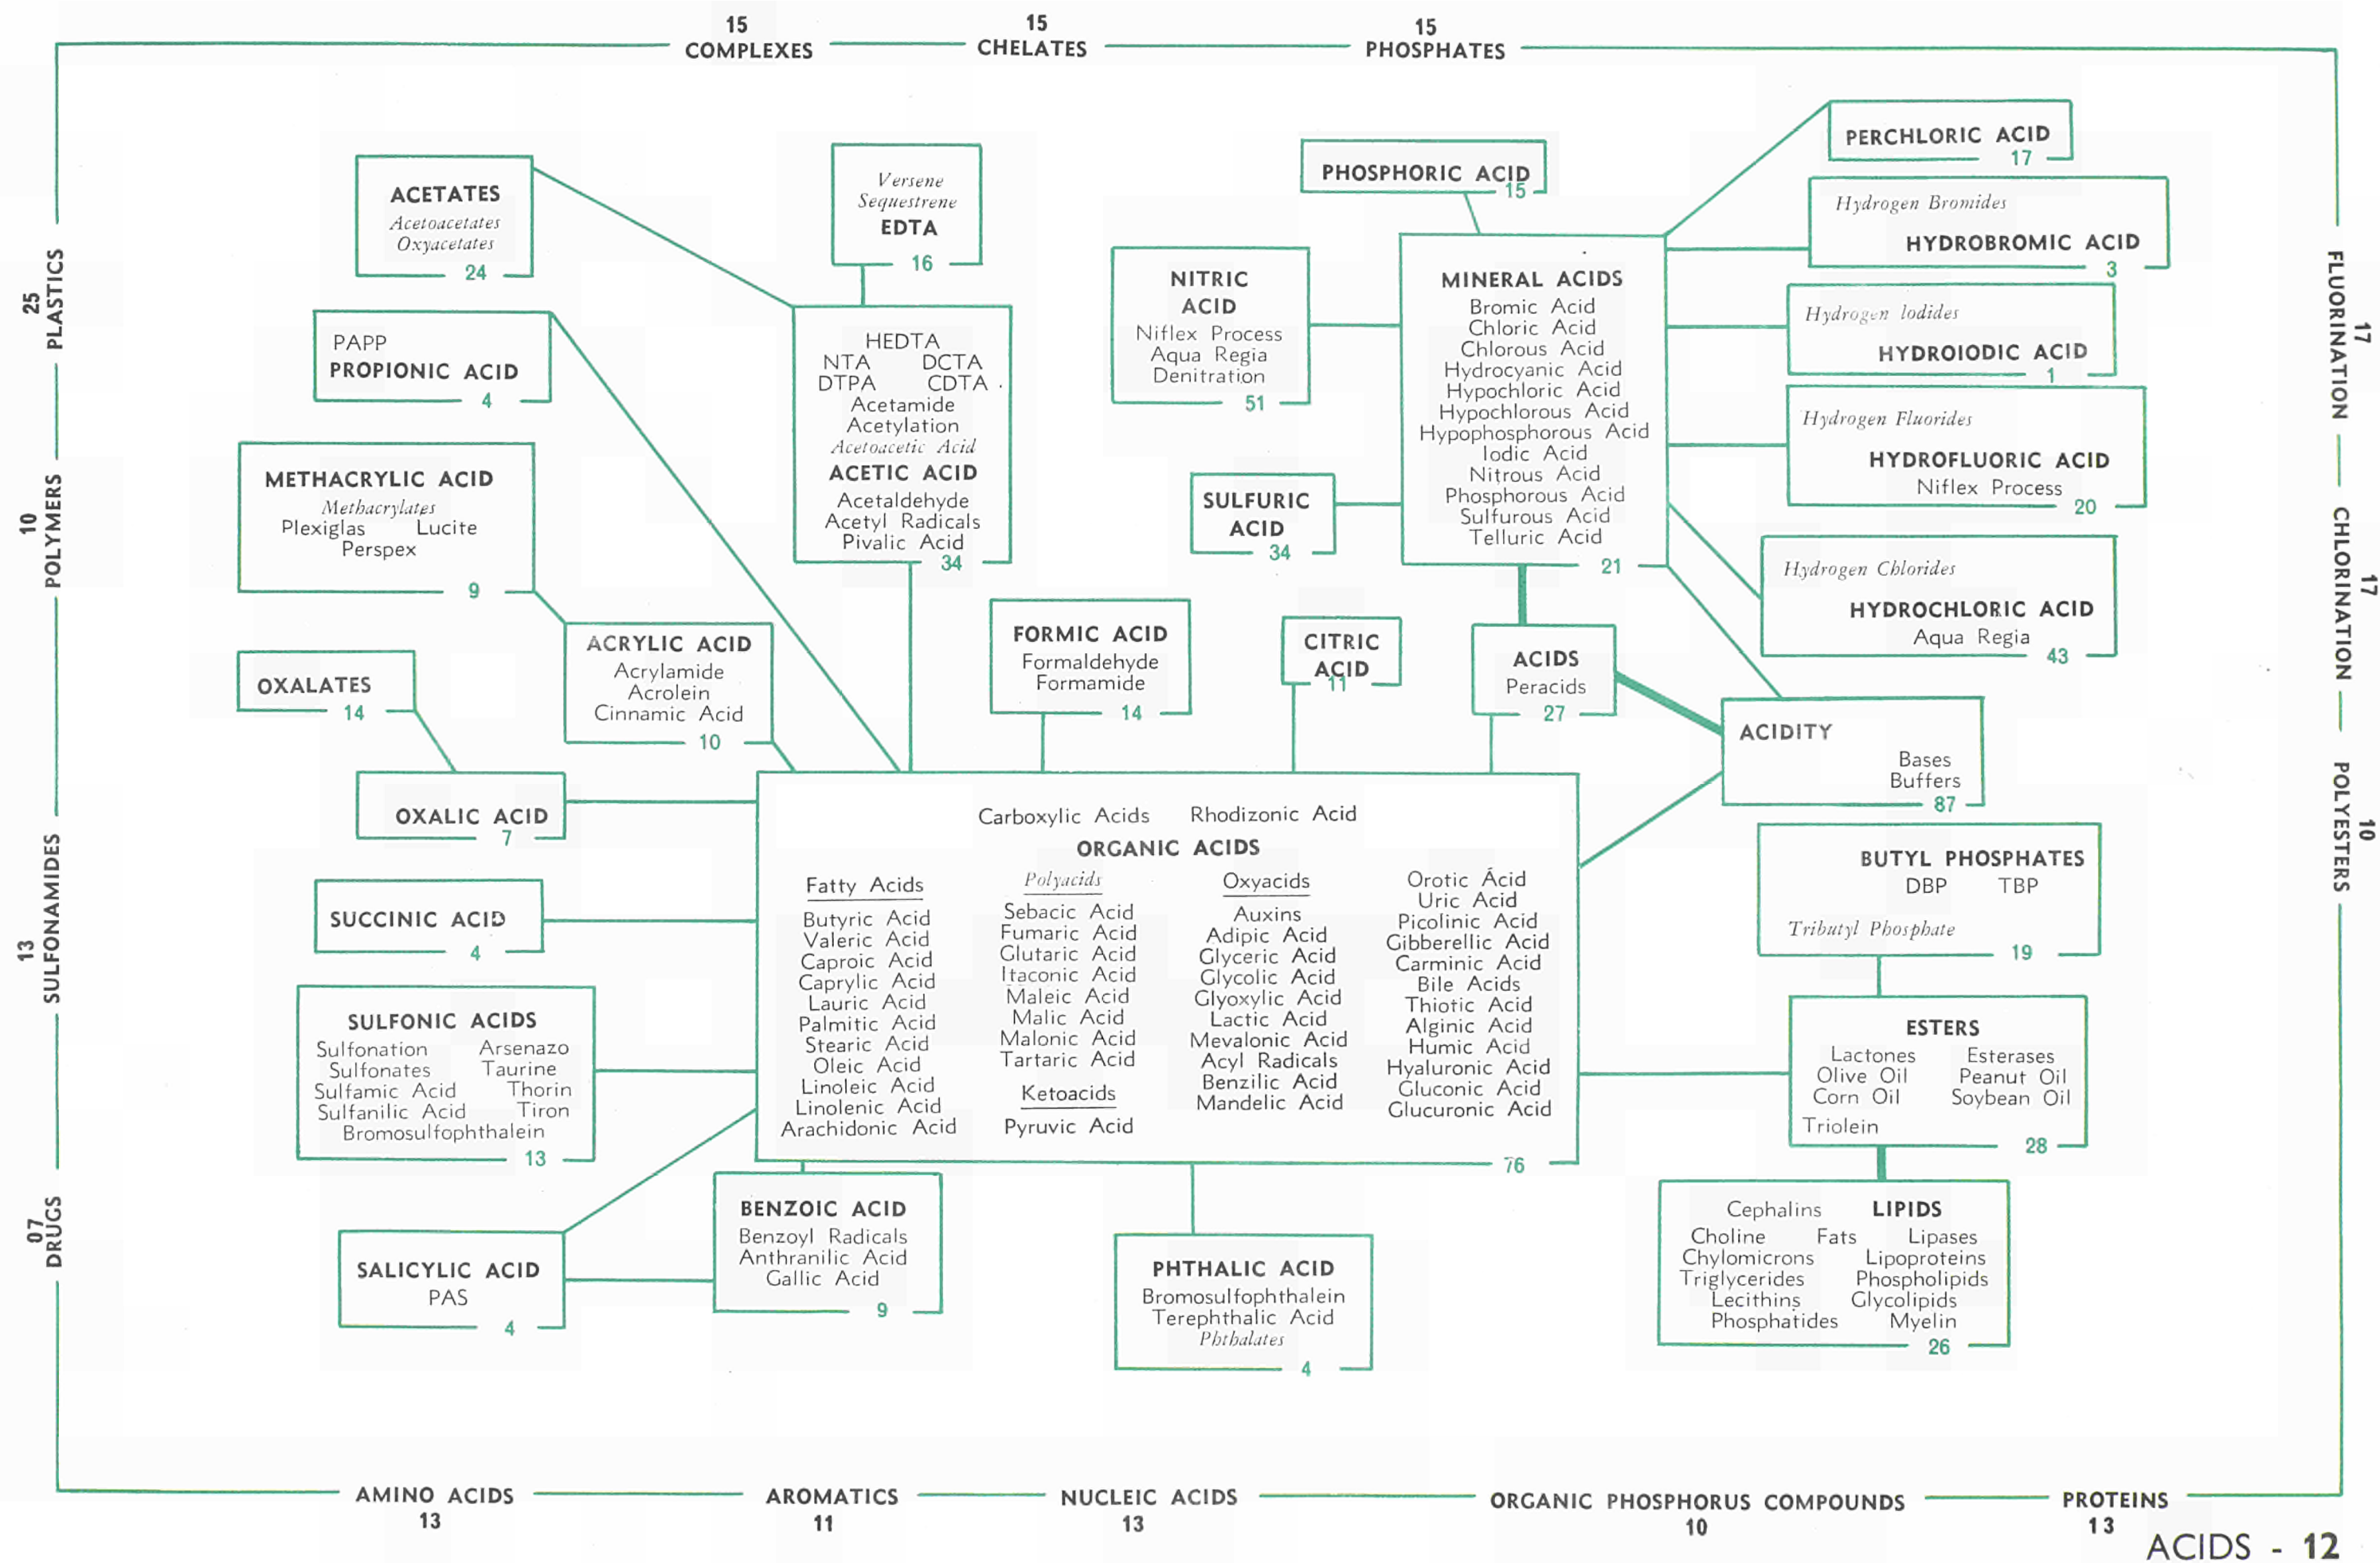 15
COMPLEXES
15
CHELATES
15
PHOSPHATES
25
PLASTICS
10
POLYMERS
13
SULFONAMIDES
07
DRUGS
ACETATES
Acetoacetates
Oxyacetates
24
Versene
Sequestrene
EDTA
16
PAPP
PROPIONIC ACID
4
HEDTA
NTA DCTA
DTPA CDTA
Acetamide
Acetylation
Acetoacetic Acid
ACETIC ACID
Acetaldehyde
Acetyl Radicals
Pivalic Acid
34
METHACRYLIC ACID
Methacrylates
Plexiglas Lucite
Perspex
9
ACRYLIC ACID
Acrylamide
Acrolein
Cinnamic Acid
10
OXALATES
14
OXALIC ACID
7
SUCCINIC ACID
4
SULFONIC ACIDS
Sulfonation Arsenazo
Sulfonates Taurine
Sulfamic Acid Thorin
Sulfanilic Acid Tiron
Bromosulfophthalein
13
SALICYLIC ACID
PAS
4
BENZOIC ACID
Benzoyl Radicals
Anthranilic Acid
Gallic Acid
9
PHTHALIC ACID
Bromosulfophthalein
Terephthalic Acid
Phthalates
4
FORMIC ACID
Formaldehyde
Formamide
14
CITRIC
ACID
11
PHOSPHORIC ACID
15
NITRIC
ACID
Niflex Process
Aqua Regia
Denitration
51
SULFURIC
ACID
34
MINERAL ACIDS
Bromic Acid
Chloric Acid
Chlorous Acid
Hydrocyanic Acid
Hypochloric Acid
Hypochlorous Acid
Hypophosphorous Acid
Iodic Acid
Nitrous Acid
Phosphorous Acid
Sulfurous Acid
Telluric Acid
21
PERCHLORIC ACID
17
Hydrogen Bromides
HYDROBROMIC ACID
3
Hydrogen Iodides
HYDROIODIC ACID
1
Hydrogen Fluorides
HYDROFLUORIC ACID
Niflex Process
20
Hydrogen Chlorides
HYDROCHLORIC ACID
Aqua Regia
43
ACIDS
Peracids
27
ACIDITY
Bases
Buffers
87
Carboxylic Acids Rhodizonic Acid
ORGANIC ACIDS
Fatty Acids
Butyric Acid
Valeric Acid
Caproic Acid
Caprylic Acid
Lauric Acid
Palmitic Acid
Stearic Acid
Oleic Acid
Linoleic Acid
Linolenic Acid
Arachidonic Acid
Polyacids
Sebacic Acid
Fumaric Acid
Glutaric Acid
Itaconic Acid
Maleic Acid
Malic Acid
Malonic Acid
Tartaric Acid
Ketoacids
Pyruvic Acid
Oxyacids
Auxins
Adipic Acid
Glyceric Acid
Glycolic Acid
Glyoxylic Acid
Lactic Acid
Mevalonic Acid
Acyl Radicals
Benzilic Acid
Mandelic Acid
Orotic Acid
Uric Acid
Picolinic Acid
Gibberellic Acid
Carminic Acid
Bile Acids
Thiotic Acid
Alginic Acid
Humic Acid
Hyaluronic Acid
Gluconic Acid
Glucuronic Acid
76
BUTYL PHOSPHATES
DBP TBP
Tributyl Phosphate
19
ESTERS
Lactones Esterases
Olive Oil Peanut Oil
Corn Oil Soybean Oil
Triolein
28
Cephalins LIPIDS
Choline Fats Lipases
Chylomicrons Lipoproteins
Triglycerides Phospholipids
Lecithins Glycolipids
Phosphatides Myelin
26
17
FLUORINATION
17
CHLORINATION
10
POLYESTERS
AMINO ACIDS
13
AROMATICS
11
NUCLEIC ACIDS
13
ORGANIC PHOSPHORUS COMPOUNDS
10
PROTEINS
13
ACIDS - 12